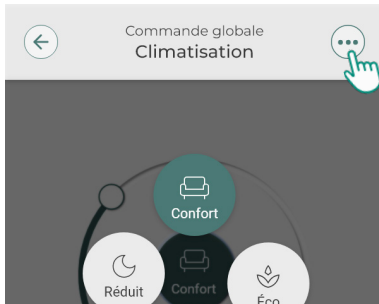 Commande globale
Climatisation
Confort
Réduit
Confort
Éco